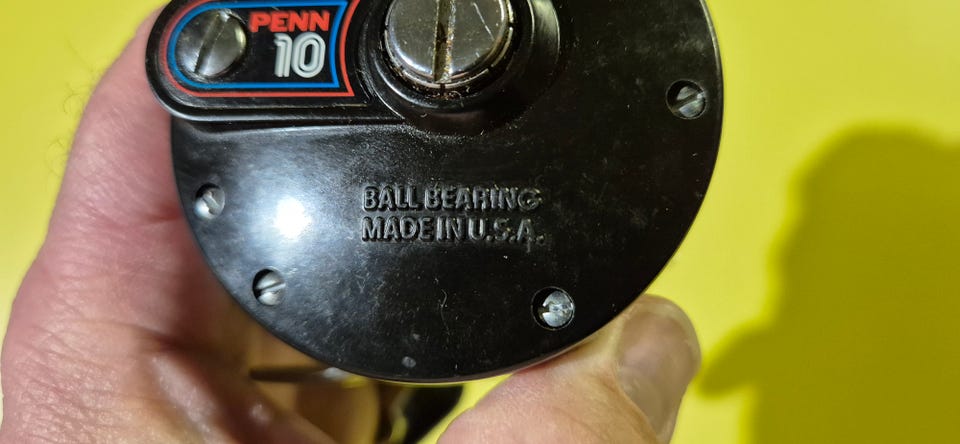 PENN
10
BALL BEARING
MADE IN U.S.A.